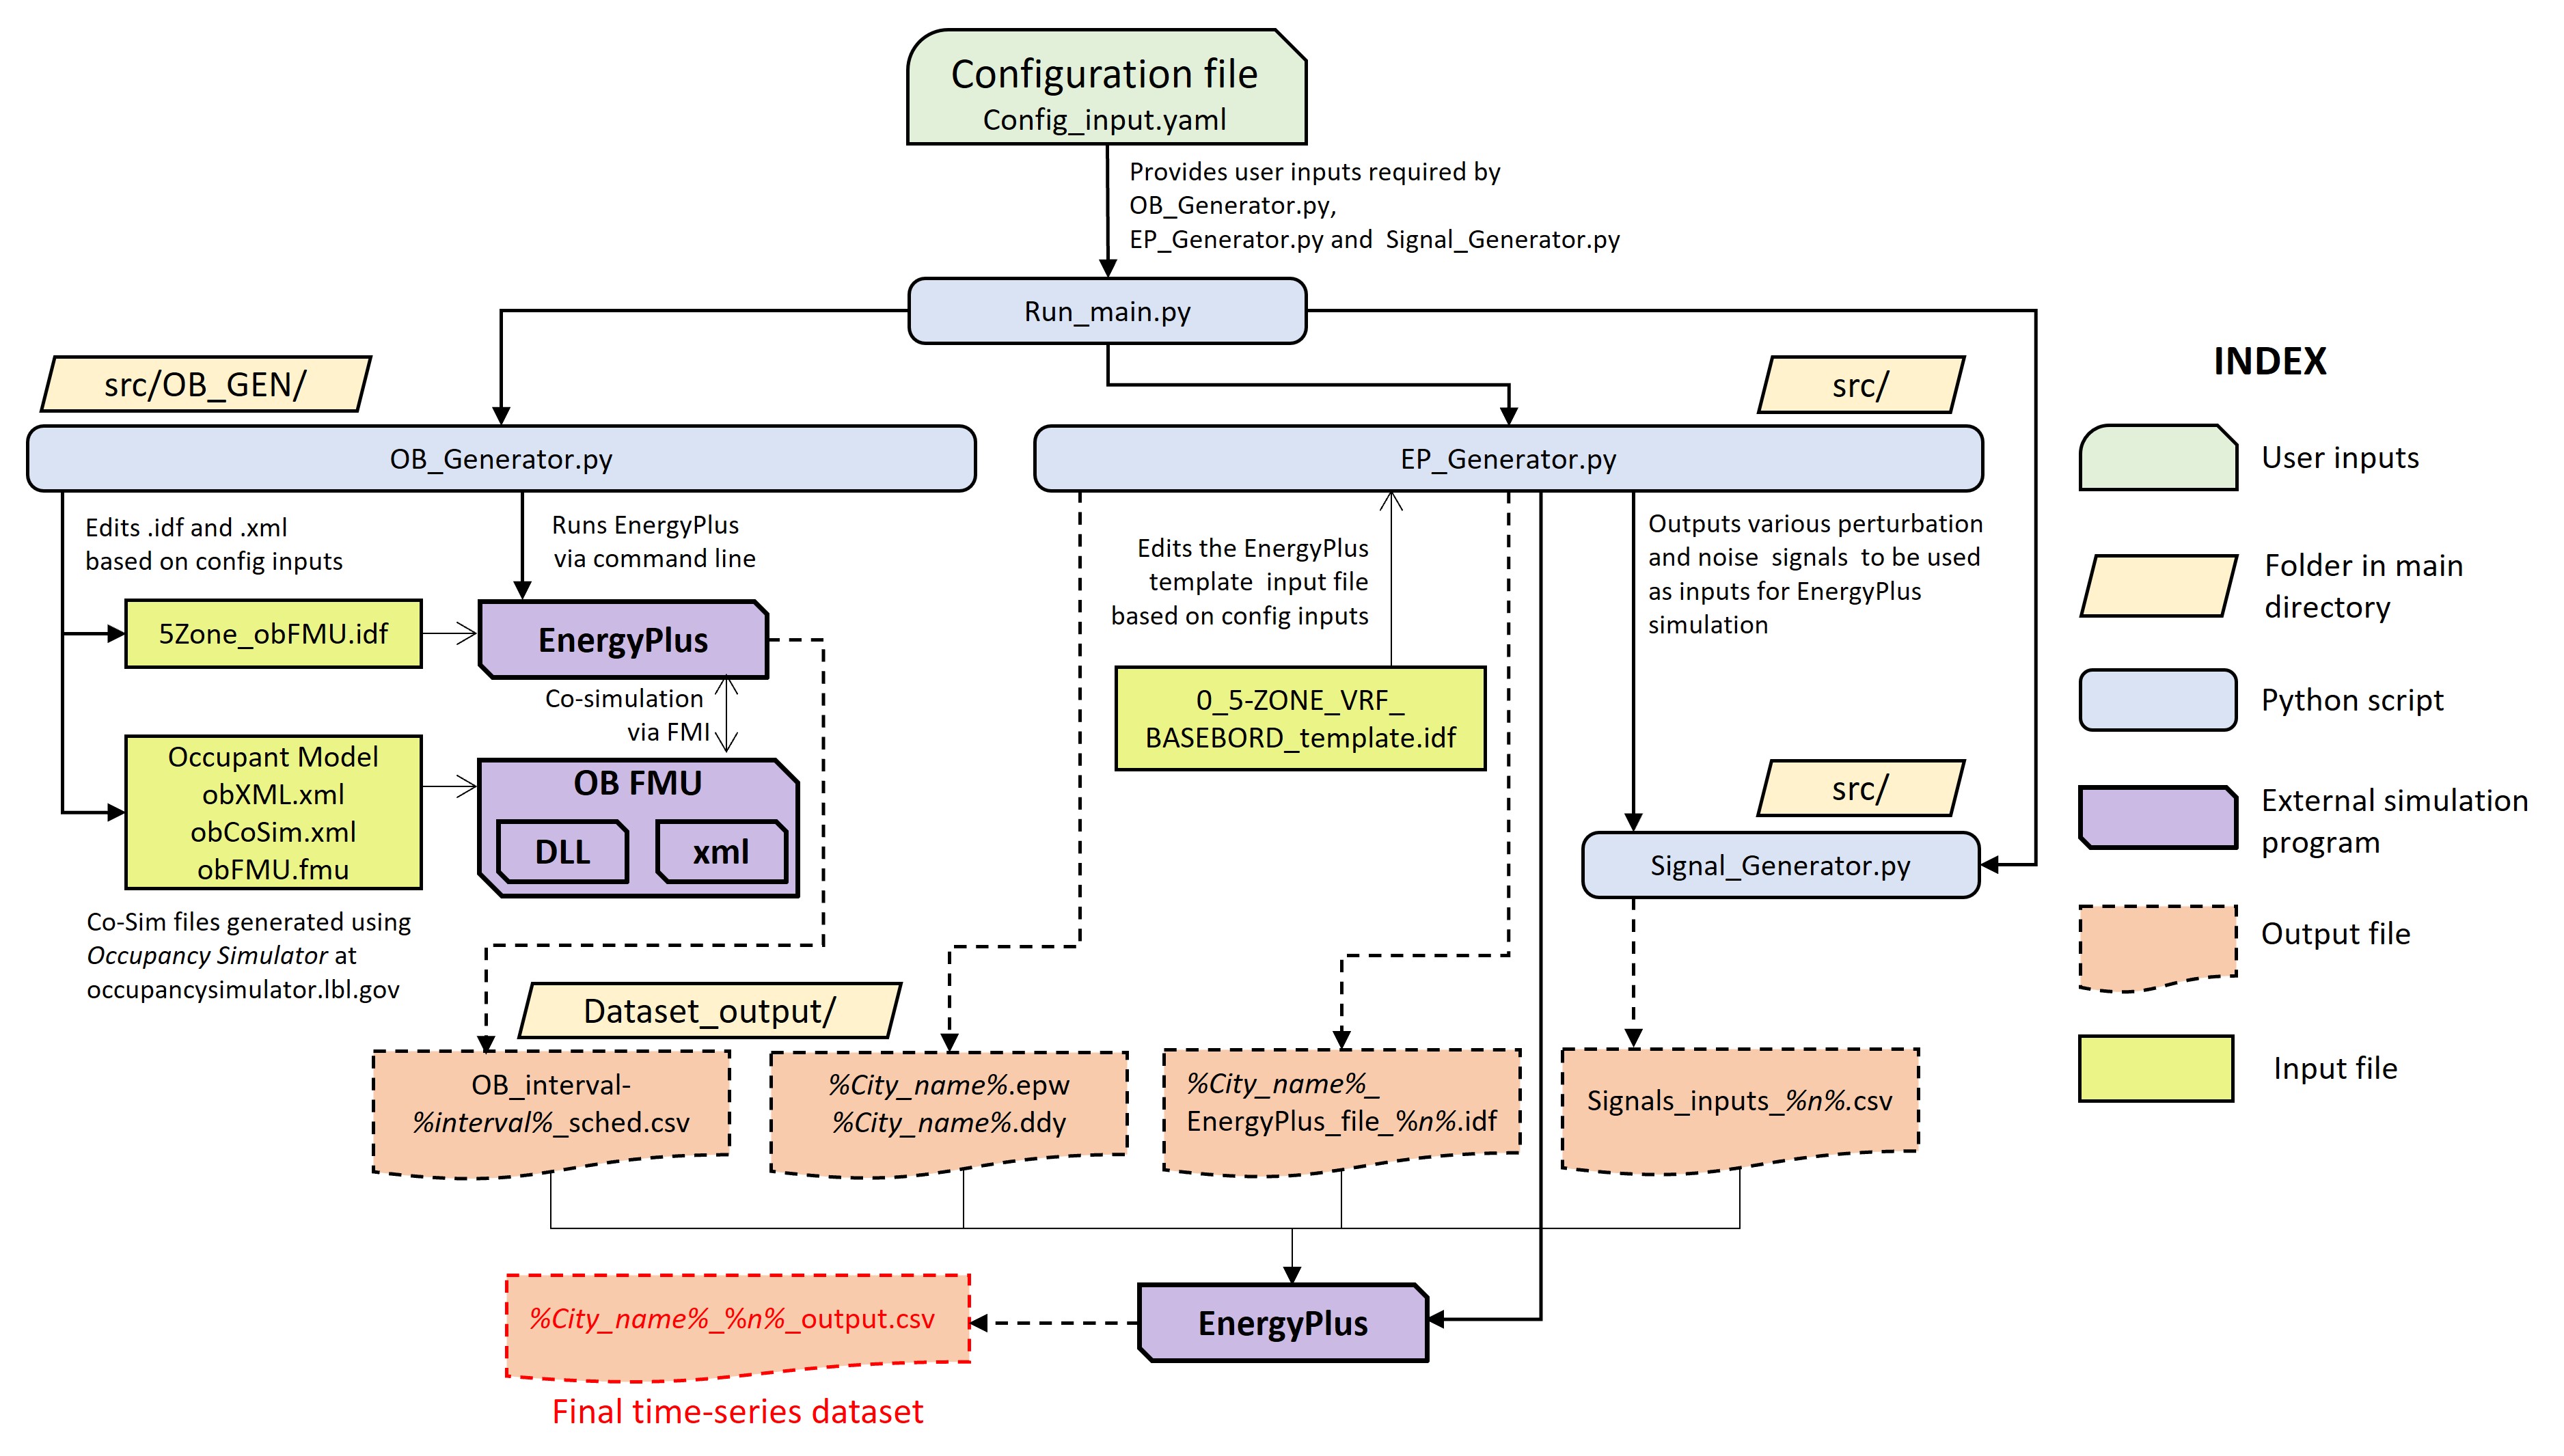 Configuration file
Config_input.yaml
Provides user inputs required by
OB_Generator.py,
EP_Generator.py and Signal_Generator.py
Run_main.py
src/OB_GEN/
src/
OB_Generator.py
EP_Generator.py
Edits .idf and .xml
based on config inputs
Runs EnergyPlus
via command line
5Zone_obFMU.idf
EnergyPlus
Co-simulation
via FMI
Occupant Model
obXML.xml
obCoSim.xml
obFMU.fmu
OB FMU
DLL
xml
Co-Sim files generated using
Occupancy Simulator at
occupancysimulator.lbl.gov
Edits the EnergyPlus
template input file
based on config inputs
0_5-ZONE_VRF_
BASEBORD_template.idf
Outputs various perturbation
and noise signals to be used
as inputs for EnergyPlus
simulation
src/
Signal_Generator.py
Dataset_output/
OB_interval-
%interval%_sched.csv
%City_name%.epw
%City_name%.ddy
%City_name%_
EnergyPlus_file_%n%.idf
Signals_inputs_%n%.csv
EnergyPlus
%City_name%_%n%_output.csv
Final time-series dataset
INDEX
User inputs
Folder in main
directory
Python script
External simulation
program
Output file
Input file